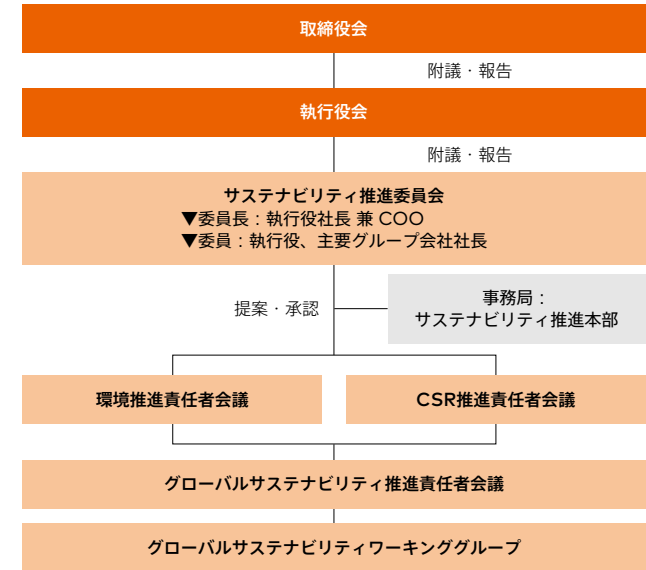 取締役会
附議・報告
執行役会
附議・報告
サステナビリティ推進委員会
▼委員長：執行役社長 兼 COO
▼委員：執行役、主要グループ会社社長
提案・承認
事務局：
サステナビリティ推進本部
環境推進責任者会議
CSR推進責任者会議
グローバルサステナビリティ推進責任者会議
グローバルサステナビリティワーキンググループ